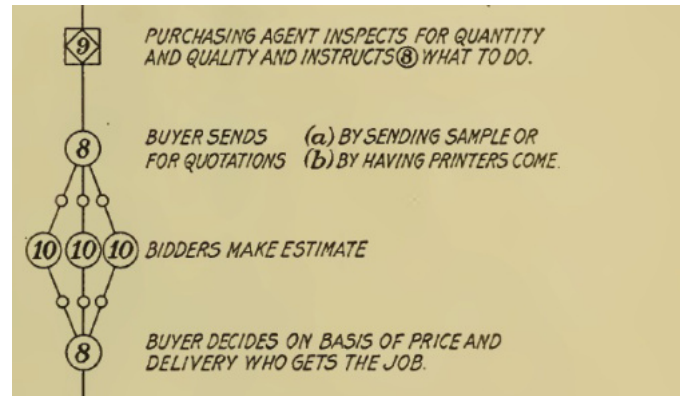 9 PURCHASING AGENT INSPECTS FOR QUANTITY
AND QUALITY AND INSTRUCTS ⑧ WHAT TO DO.
8 BUYER SENDS (a) BY SENDING SAMPLE OR
FOR QUOTATIONS (b) BY HAVING PRINTERS COME.
10 10 10 BIDDERS MAKE ESTIMATE
8 BUYER DECIDES ON BASIS OF PRICE AND
DELIVERY WHO GETS THE JOB.